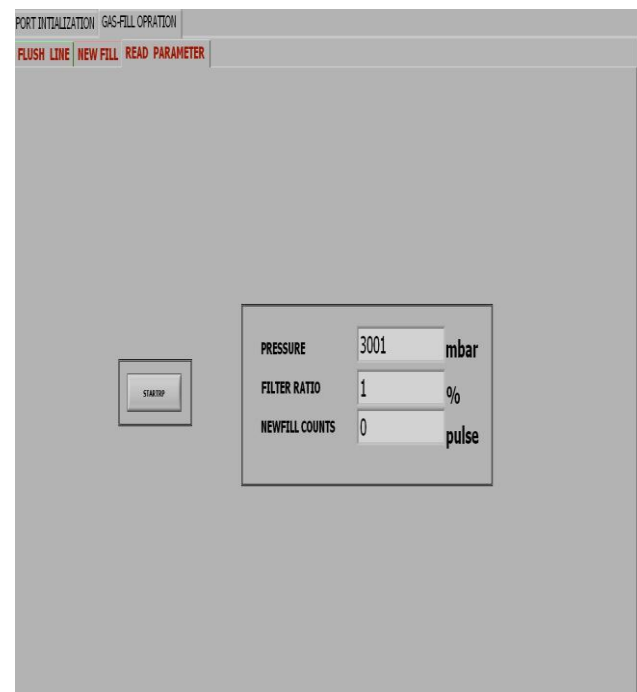 PORT INTIALIZATION GAS-FILL OPRATION
FLUSH LINE NEW FILL READ PARAMETER
PRESSURE 3001 mbar
STARTRP FILTER RATIO 1 %
NEWFILL COUNTS 0 pulse